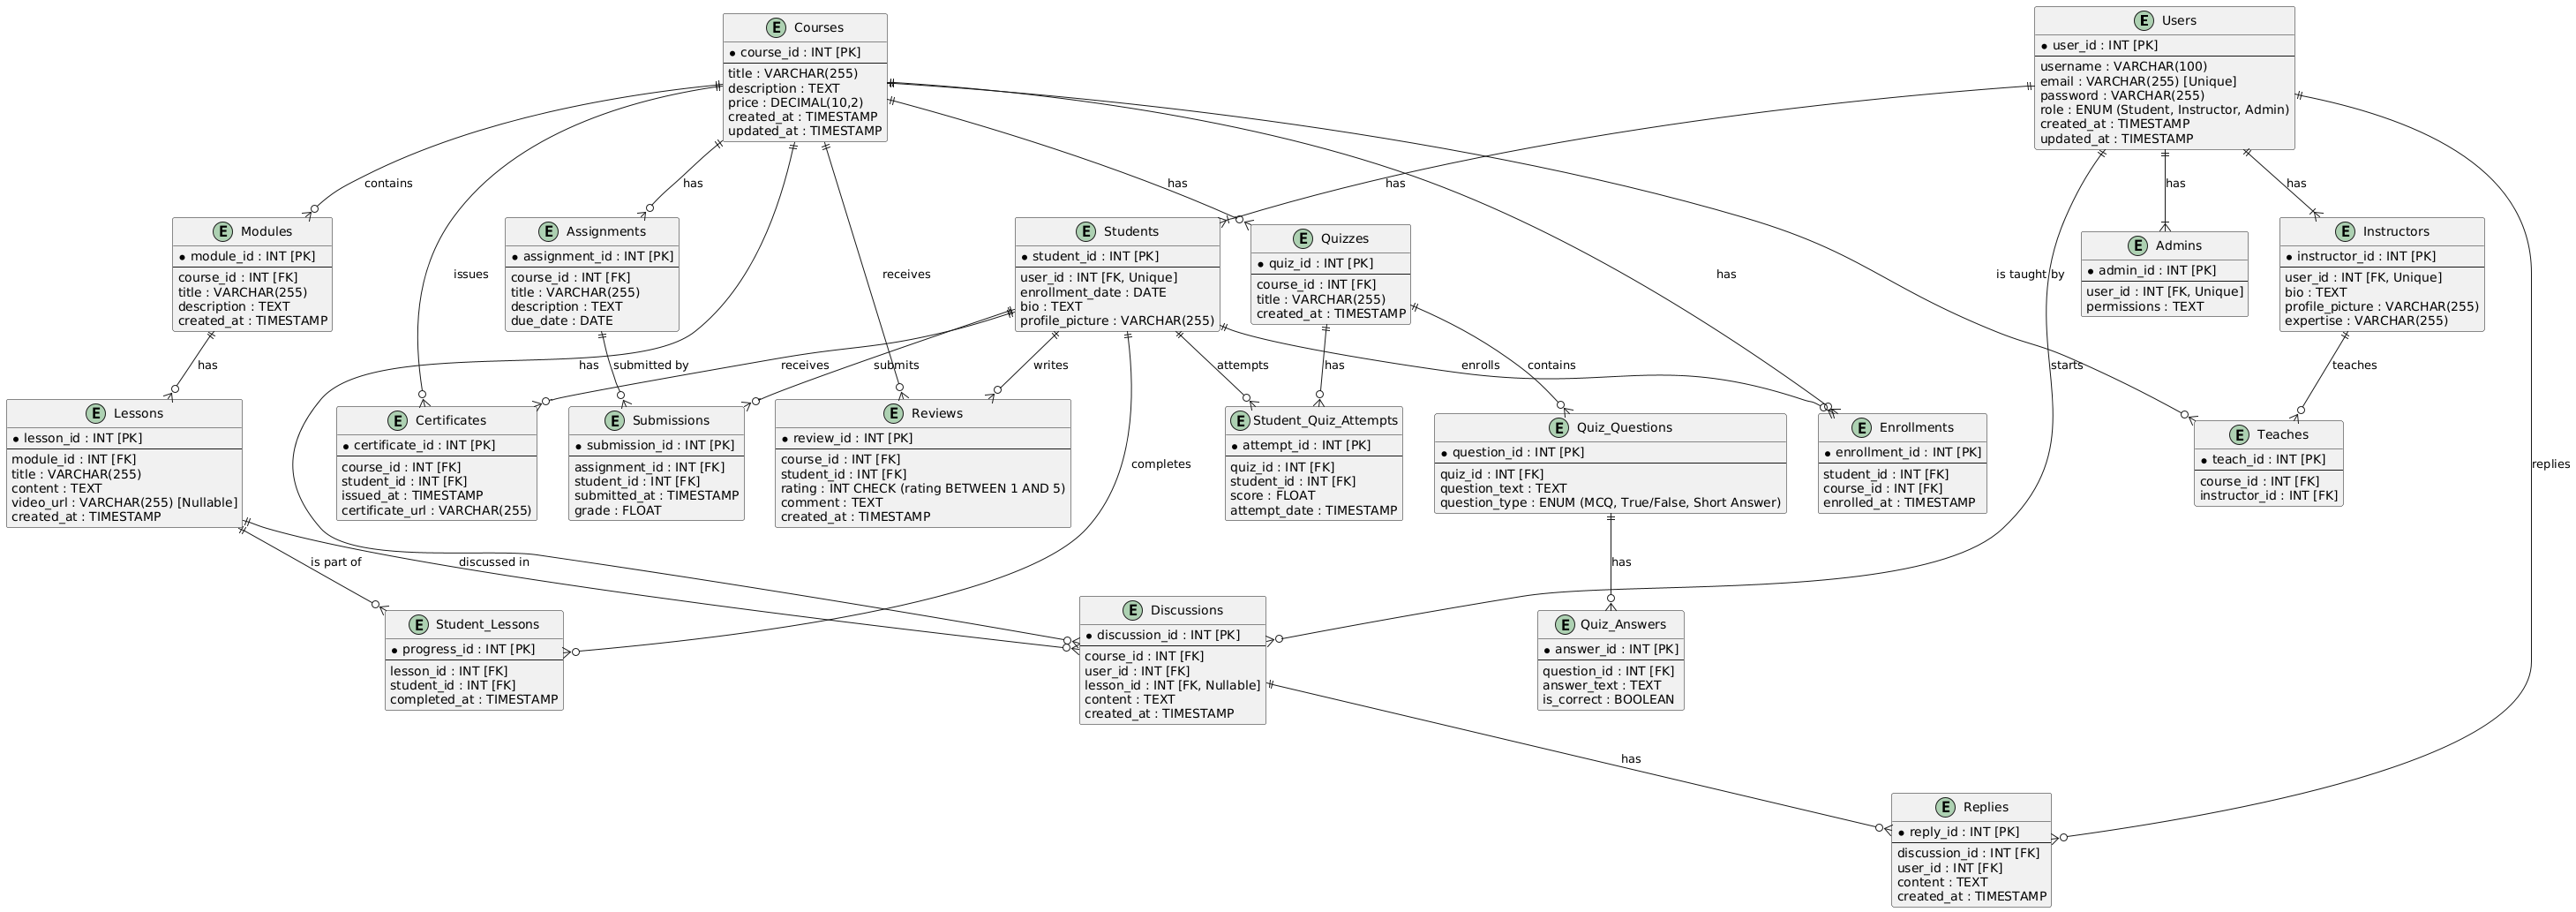 E Courses
* course_id : INT [PK]
title : VARCHAR(255)
description : TEXT
price : DECIMAL(10,2)
created_at : TIMESTAMP
updated_at : TIMESTAMP
E Users
* user_id : INT [PK]
username : VARCHAR(100)
email : VARCHAR(255) [Unique]
password : VARCHAR(255)
role : ENUM (Student, Instructor, Admin)
created_at : TIMESTAMP
updated_at : TIMESTAMP
contains
has
has
has
has
has
E Modules
* module_id : INT [PK]
course_id : INT [FK]
title : VARCHAR(255)
description : TEXT
created_at : TIMESTAMP
issues
E Assignments
* assignment_id : INT [PK]
course_id : INT [FK]
title : VARCHAR(255)
description : TEXT
due_date : DATE
receives
E Students
* student_id : INT [PK]
user_id : INT [FK, Unique]
enrollment_date : DATE
bio : TEXT
profile_picture : VARCHAR(255)
E Quizzes
* quiz_id : INT [PK]
course_id : INT [FK]
title : VARCHAR(255)
created_at : TIMESTAMP
has
is taught by
E Admins
* admin_id : INT [PK]
user_id : INT [FK, Unique]
permissions : TEXT
E Instructors
* instructor_id : INT [PK]
user_id : INT [FK, Unique]
bio : TEXT
profile_picture : VARCHAR(255)
expertise : VARCHAR(255)
has
has
submitted by
receives
submits
writes
attempts
has
contains
enrolls
starts
teaches
E Lessons
* lesson_id : INT [PK]
module_id : INT [FK]
title : VARCHAR(255)
content : TEXT
video_url : VARCHAR(255) [Nullable]
created_at : TIMESTAMP
E Certificates
* certificate_id : INT [PK]
course_id : INT [FK]
student_id : INT [FK]
issued_at : TIMESTAMP
certificate_url : VARCHAR(255)
E Submissions
* submission_id : INT [PK]
assignment_id : INT [FK]
student_id : INT [FK]
submitted_at : TIMESTAMP
grade : FLOAT
E Reviews
* review_id : INT [PK]
course_id : INT [FK]
student_id : INT [FK]
rating : INT CHECK (rating BETWEEN 1 AND 5)
comment : TEXT
created_at : TIMESTAMP
completes
E Student_Quiz_Attempts
* attempt_id : INT [PK]
quiz_id : INT [FK]
student_id : INT [FK]
score : FLOAT
attempt_date : TIMESTAMP
E Quiz_Questions
* question_id : INT [PK]
quiz_id : INT [FK]
question_text : TEXT
question_type : ENUM (MCQ, True/False, Short Answer)
E Enrollments
* enrollment_id : INT [PK]
student_id : INT [FK]
course_id : INT [FK]
enrolled_at : TIMESTAMP
E Teaches
* teach_id : INT [PK]
course_id : INT [FK]
instructor_id : INT [FK]
replies
is part of
discussed in
has
E Student_Lessons
* progress_id : INT [PK]
lesson_id : INT [FK]
student_id : INT [FK]
completed_at : TIMESTAMP
E Discussions
* discussion_id : INT [PK]
course_id : INT [FK]
user_id : INT [FK]
lesson_id : INT [FK, Nullable]
content : TEXT
created_at : TIMESTAMP
E Quiz_Answers
* answer_id : INT [PK]
question_id : INT [FK]
answer_text : TEXT
is_correct : BOOLEAN
has
E Replies
* reply_id : INT [PK]
discussion_id : INT [FK]
user_id : INT [FK]
content : TEXT
created_at : TIMESTAMP